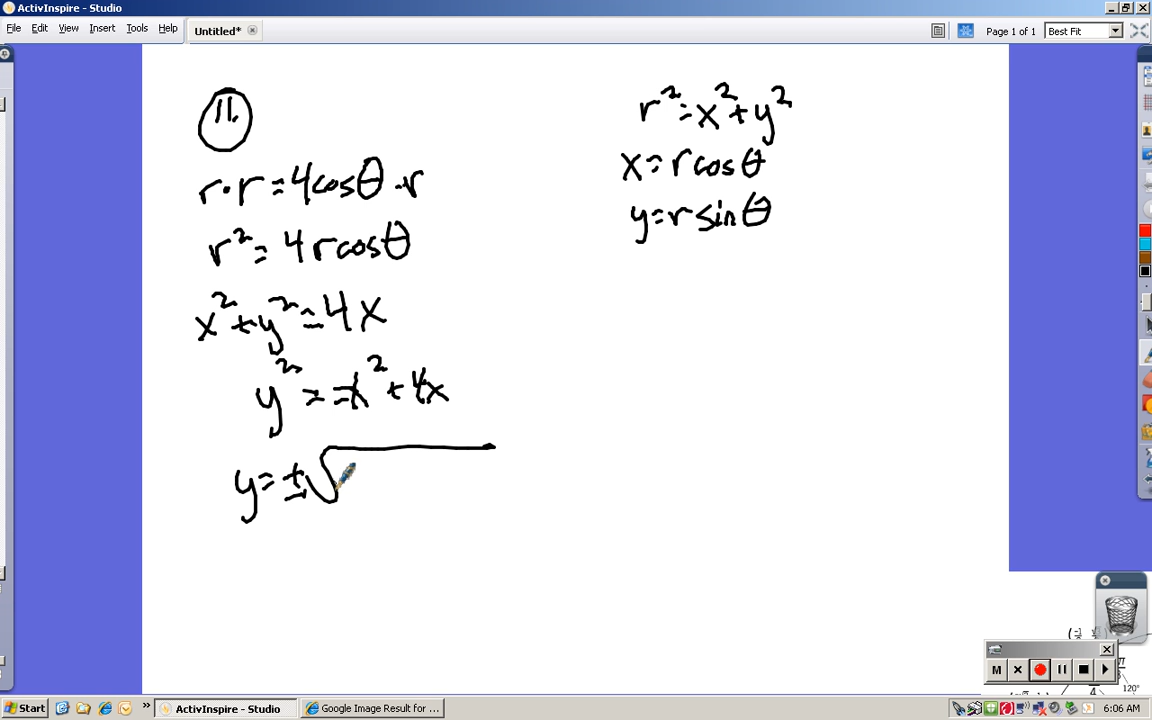 ActivInspire - Studio
File Edit View Insert Tools Help
Untitled*
Page 1 of 1
Best Fit
11.
r·r=4cosθ·r
r²=4rcosθ
x²+y²=4x
y²=-x²+4x
y=±√
r²=x²+y²
x=rcosθ
y=rsinθ
M
120°
Start
ActivInspire - Studio
Google Image Result for ...
6:06 AM